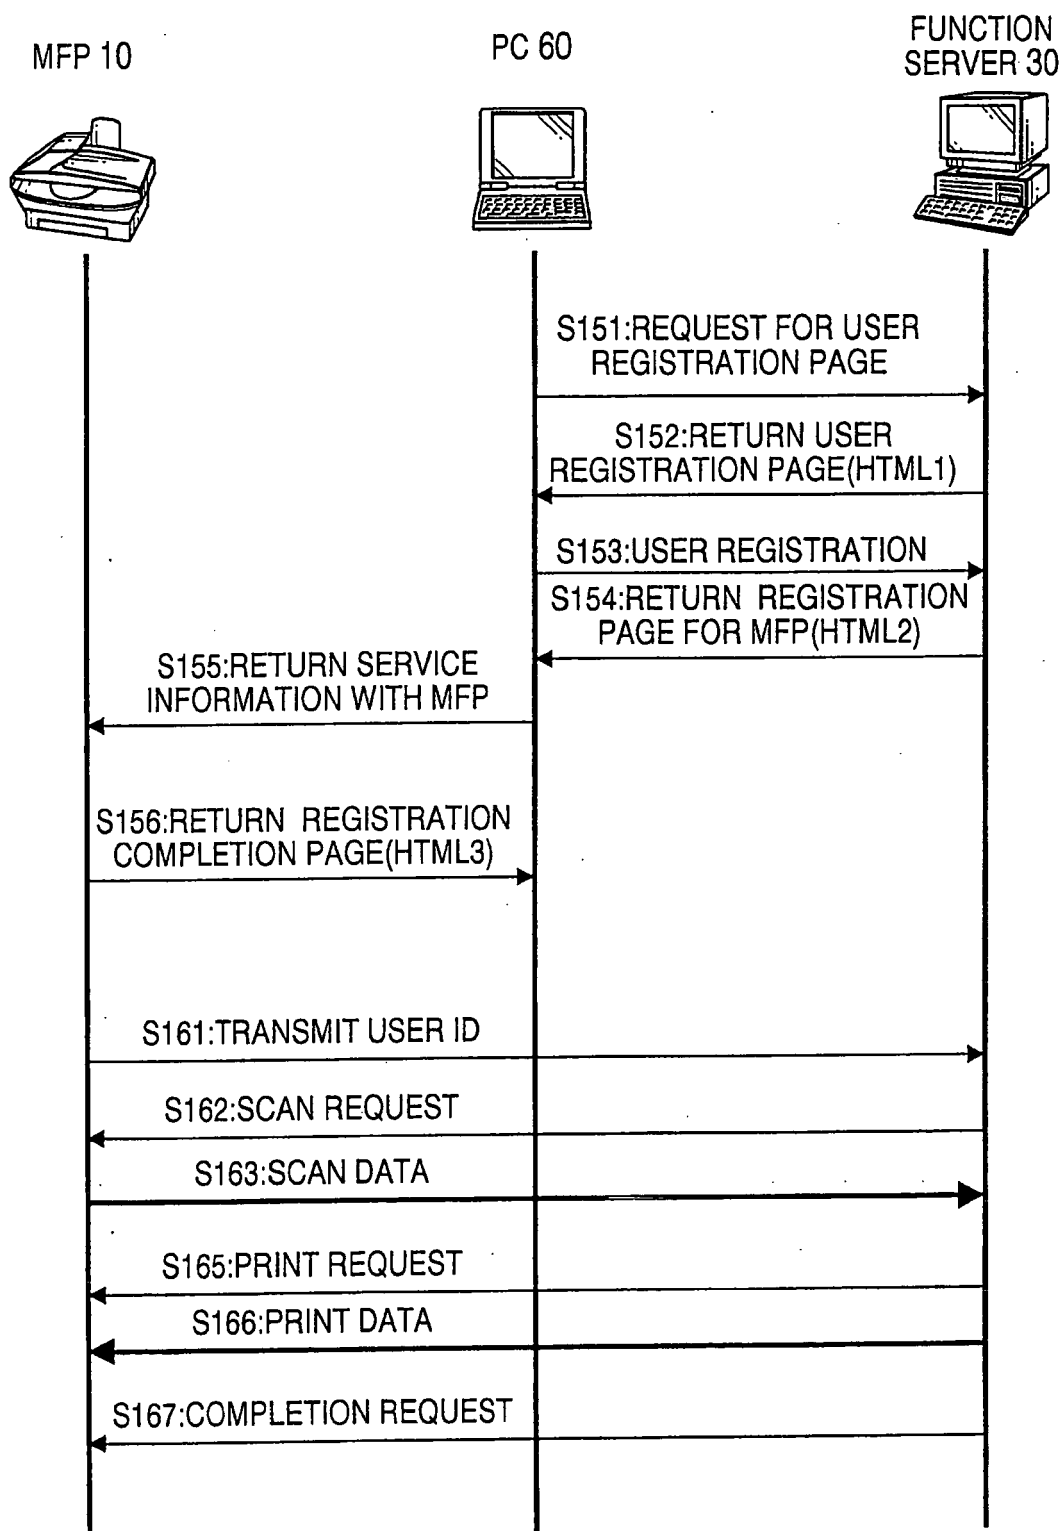 MFP 10
PC 60
FUNCTION
SERVER 30
S151:REQUEST FOR USER
REGISTRATION PAGE
S152:RETURN USER
REGISTRATION PAGE(HTML1)
S153:USER REGISTRATION
S154:RETURN REGISTRATION
PAGE FOR MFP(HTML2)
S155:RETURN SERVICE
INFORMATION WITH MFP
S156:RETURN REGISTRATION
COMPLETION PAGE(HTML3)
S161:TRANSMIT USER ID
S162:SCAN REQUEST
S163:SCAN DATA
S165:PRINT REQUEST
S166:PRINT DATA
S167:COMPLETION REQUEST